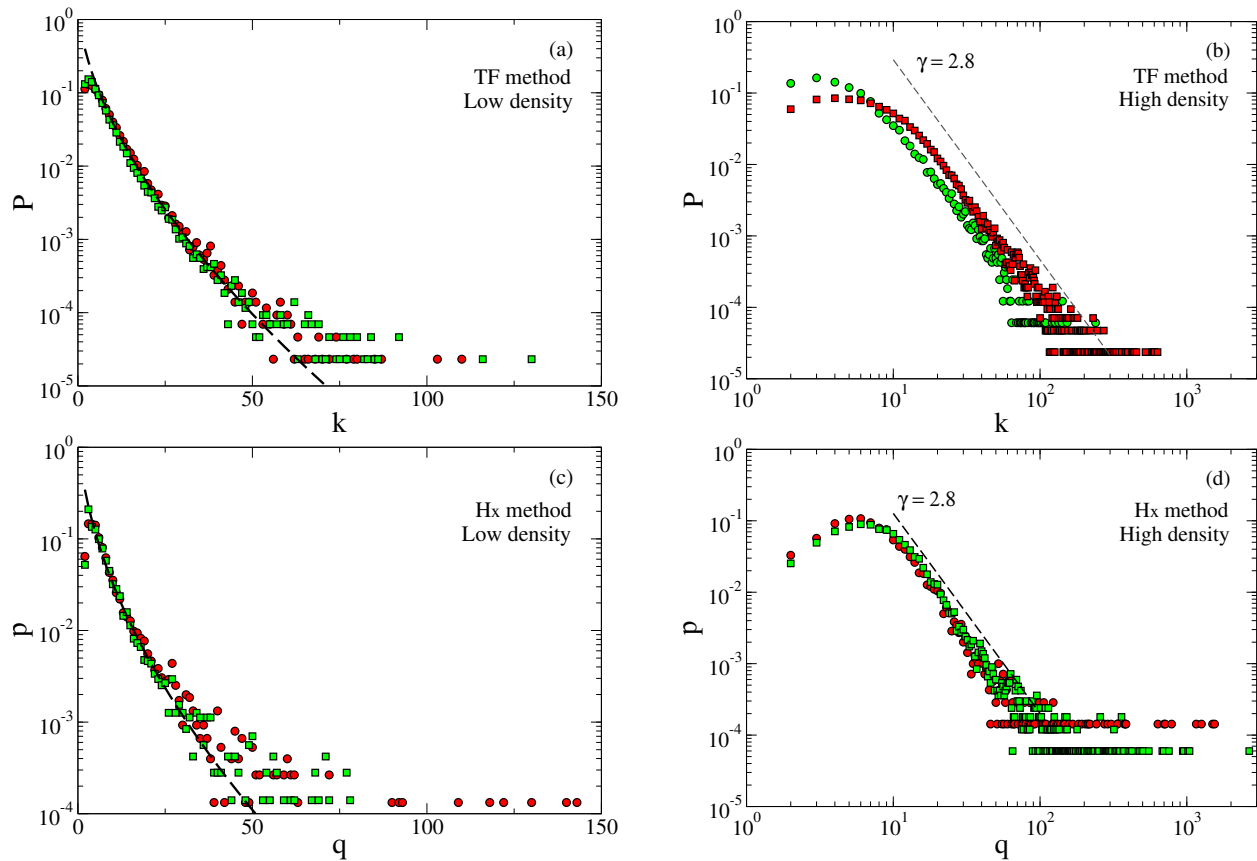 10^0
10^-1
10^-2
10^-3
10^-4
10^-5
P
(a)
TF method
Low density
0
50
100
150
k
10^0
10^-1
10^-2
10^-3
10^-4
10^-5
P
γ = 2.8
(b)
TF method
High density
10^0
10^1
10^2
10^3
k
10^0
10^-1
10^-2
10^-3
10^-4
p
(c)
Hx method
Low density
0
50
100
150
q
10^0
10^-1
10^-2
10^-3
10^-4
10^-5
p
γ = 2.8
(d)
Hx method
High density
10^0
10^1
10^2
10^3
q